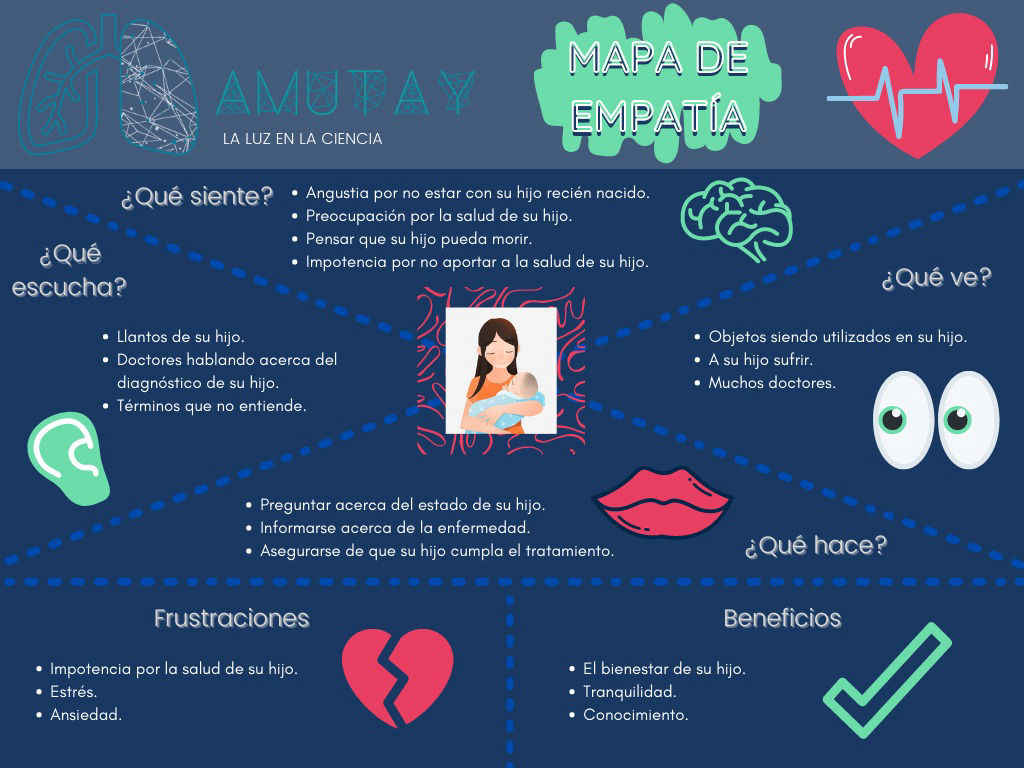 AMUTAY
LA LUZ EN LA CIENCIA
MAPA DE
EMPATÍA
¿Qué siente?
• Angustia por no estar con su hijo recién nacido.
• Preocupación por la salud de su hijo.
• Pensar que su hijo pueda morir.
• Impotencia por no aportar a la salud de su hijo.
¿Qué
escucha?
• Llantos de su hijo.
• Doctores hablando acerca del
diagnóstico de su hijo.
• Términos que no entiende.
¿Qué ve?
• Objetos siendo utilizados en su hijo.
• A su hijo sufrir.
• Muchos doctores.
• Preguntar acerca del estado de su hijo.
• Informarse acerca de la enfermedad.
• Asegurarse de que su hijo cumpla el tratamiento.
¿Qué hace?
Frustraciones
• Impotencia por la salud de su hijo.
• Estrés.
• Ansiedad.
Beneficios
• El bienestar de su hijo.
• Tranquilidad.
• Conocimiento.